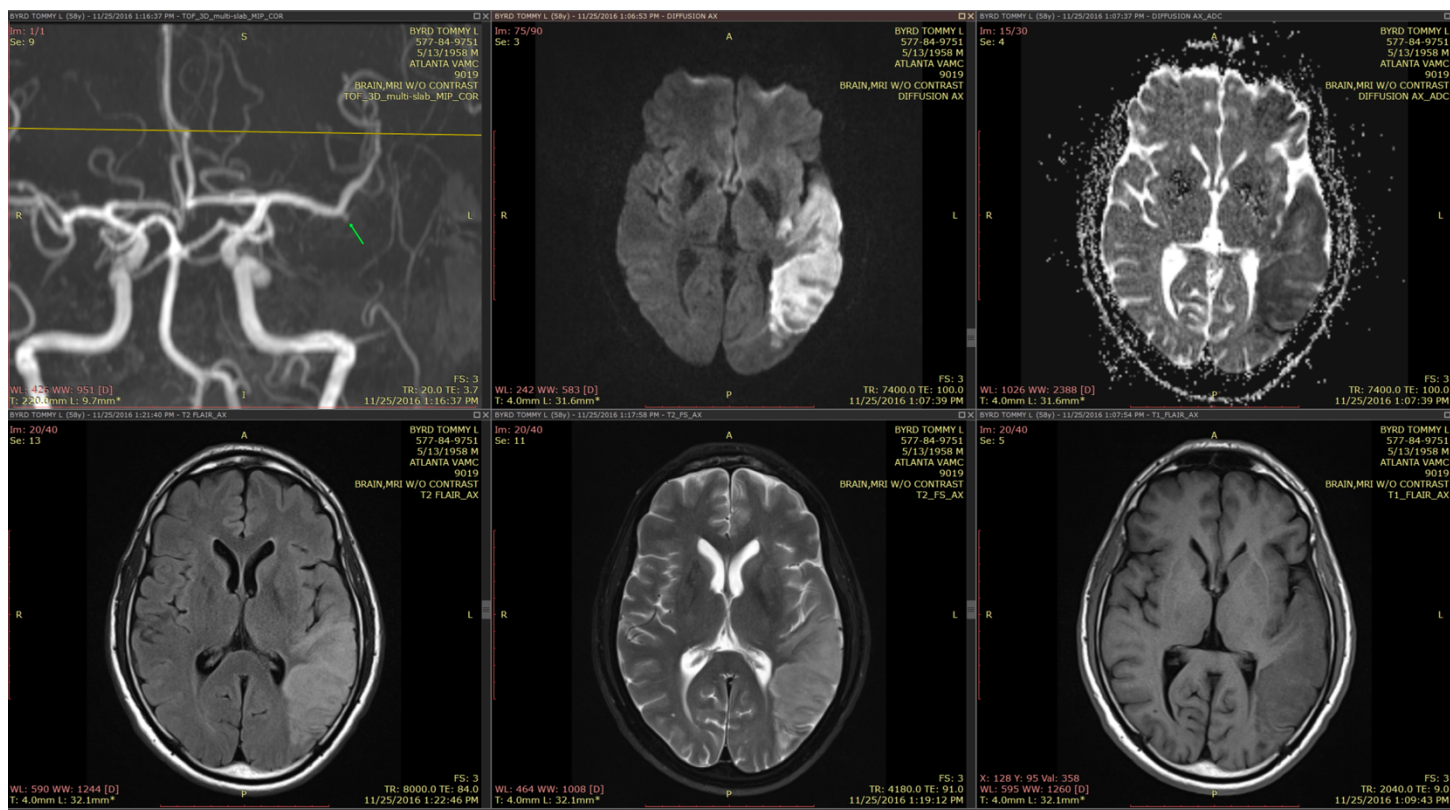 BYRD TOMMY L (58y) - 11/25/2016 1:16:37 PM - TOF_3D_multi-slab_MIP_COR
Im: 1/1
Se: 9
S
BYRD TOMMY L
577-84-9751
5/13/1958 M
ATLANTA VAMC
9019
BRAIN,MRI W/O CONTRAST
TOF_3D_multi-slab_MIP_COR
R
L
WL: 426 WW: 951 [D]
T: 220.0mm L: 9.7mm*
I
FS: 3
TR: 20.0 TE: 3.7
11/25/2016 1:16:37 PM
BYRD TOMMY L (58y) - 11/25/2016 1:06:53 PM - DIFFUSION AX
Im: 75/90
Se: 3
A
BYRD TOMMY L
577-84-9751
5/13/1958 M
ATLANTA VAMC
9019
BRAIN,MRI W/O CONTRAST
DIFFUSION AX
R
L
WL: 242 WW: 583 [D]
T: 4.0mm L: 31.6mm*
P
FS: 3
TR: 7400.0 TE: 100.0
11/25/2016 1:07:39 PM
BYRD TOMMY L (58y) - 11/25/2016 1:07:37 PM - DIFFUSION AX_ADC
Im: 15/30
Se: 4
A
BYRD TOMMY L
577-84-9751
5/13/1958 M
ATLANTA VAMC
9019
BRAIN,MRI W/O CONTRAST
DIFFUSION AX_ADC
R
L
WL: 1026 WW: 2388 [D]
T: 4.0mm L: 31.6mm*
P
FS: 3
TR: 7400.0 TE: 100.0
11/25/2016 1:07:39 PM
BYRD TOMMY L (58y) - 11/25/2016 1:21:40 PM - T2 FLAIR_AX
Im: 20/40
Se: 13
A
BYRD TOMMY L
577-84-9751
5/13/1958 M
ATLANTA VAMC
9019
BRAIN,MRI W/O CONTRAST
T2 FLAIR_AX
R
L
WL: 590 WW: 1244 [D]
T: 4.0mm L: 32.1mm*
P
FS: 3
TR: 8000.0 TE: 84.0
11/25/2016 1:22:46 PM
BYRD TOMMY L (58y) - 11/25/2016 1:17:58 PM - T2_FS_AX
Im: 20/40
Se: 11
A
BYRD TOMMY L
577-84-9751
5/13/1958 M
ATLANTA VAMC
9019
BRAIN,MRI W/O CONTRAST
T2_FS_AX
R
L
WL: 464 WW: 1008 [D]
T: 4.0mm L: 32.1mm*
P
FS: 3
TR: 4180.0 TE: 91.0
11/25/2016 1:19:12 PM
BYRD TOMMY L (58y) - 11/25/2016 1:07:54 PM - T1_FLAIR_AX
Im: 20/40
Se: 5
A
BYRD TOMMY L
577-84-9751
5/13/1958 M
ATLANTA VAMC
9019
BRAIN,MRI W/O CONTRAST
T1_FLAIR_AX
R
L
X: 128 Y: 95 Val: 358
WL: 595 WW: 1260 [D]
T: 4.0mm L: 32.1mm*
P
FS: 3
TR: 2040.0 TE: 9.0
11/25/2016 1:09:43 PM